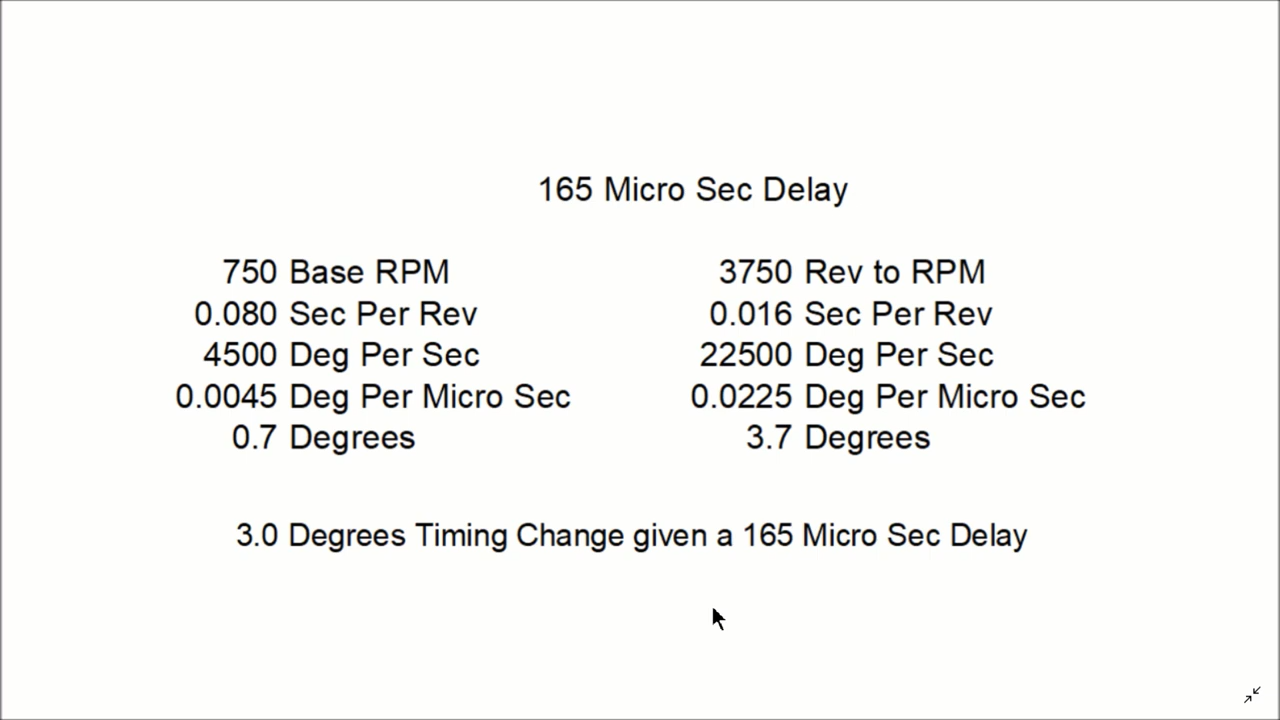 165 Micro Sec Delay
750 Base RPM
0.080 Sec Per Rev
4500 Deg Per Sec
0.0045 Deg Per Micro Sec
0.7 Degrees
3750 Rev to RPM
0.016 Sec Per Rev
22500 Deg Per Sec
0.0225 Deg Per Micro Sec
3.7 Degrees
3.0 Degrees Timing Change given a 165 Micro Sec Delay